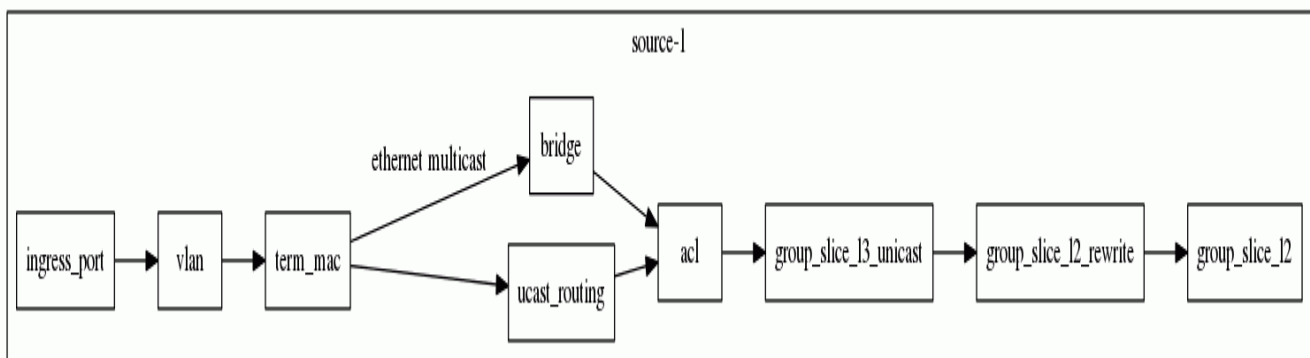 source-1
ethernet multicast
bridge
ingress_port
vlan
term_mac
ucast_routing
acl
group_slice_l3_unicast
group_slice_l2_rewrite
group_slice_l2